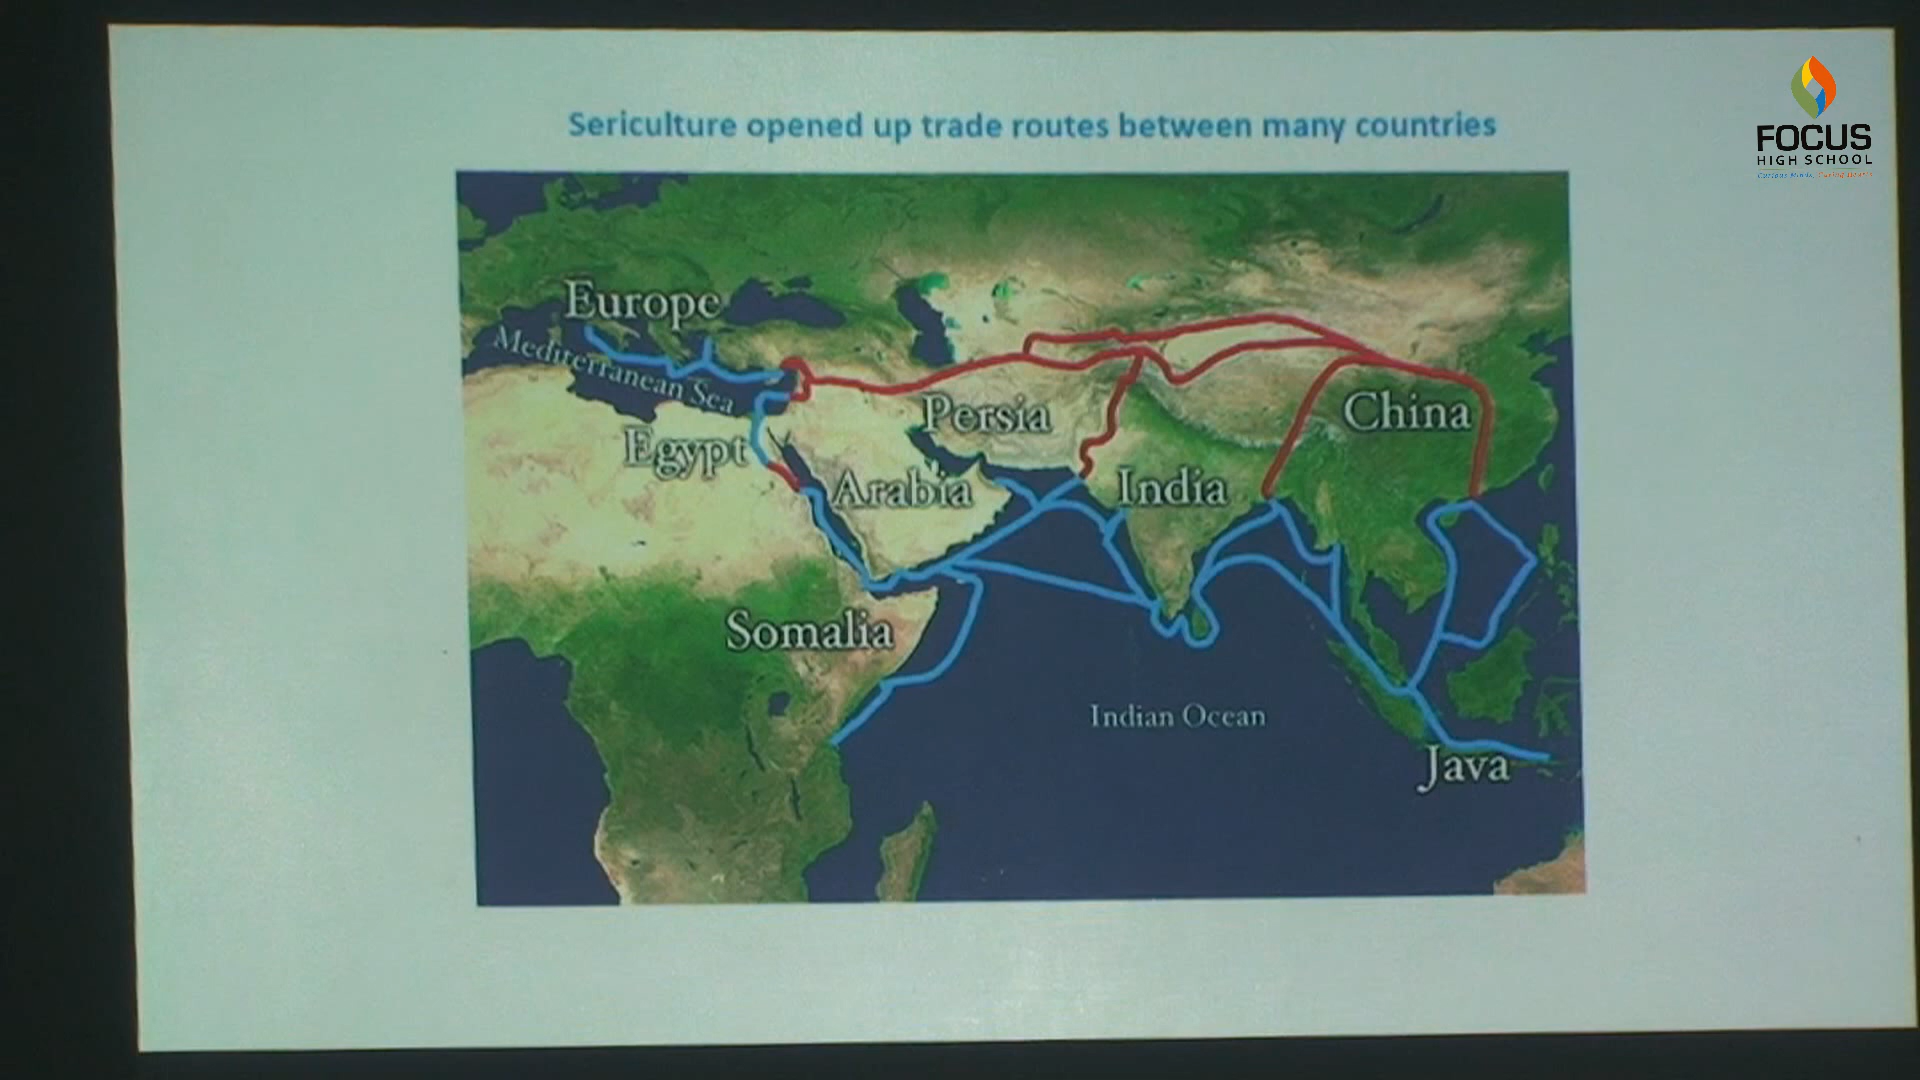 Sericulture opened up trade routes between many countries
FOCUS
HIGH SCHOOL
Europe
Mediterranean Sea
Persia
China
Egypt
Arabia
India
Somalia
Indian Ocean
Java